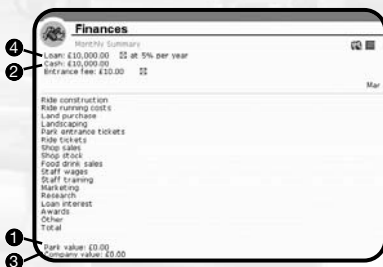 Finances
Monthly Summary
4 Loan: £10,000.00 at 5% per year
2 Cash: £10,000.00
Entrance fee: £10.00
Mar
Ride construction
Ride running costs
Land purchase
Landscaping
Park entrance tickets
Ride tickets
Shop sales
Shop stock
Food drink sales
Staff wages
Staff training
Marketing
Research
Loan interest
Awards
Other
Total
1 Park value: £0.00
3 Company value: £0.00